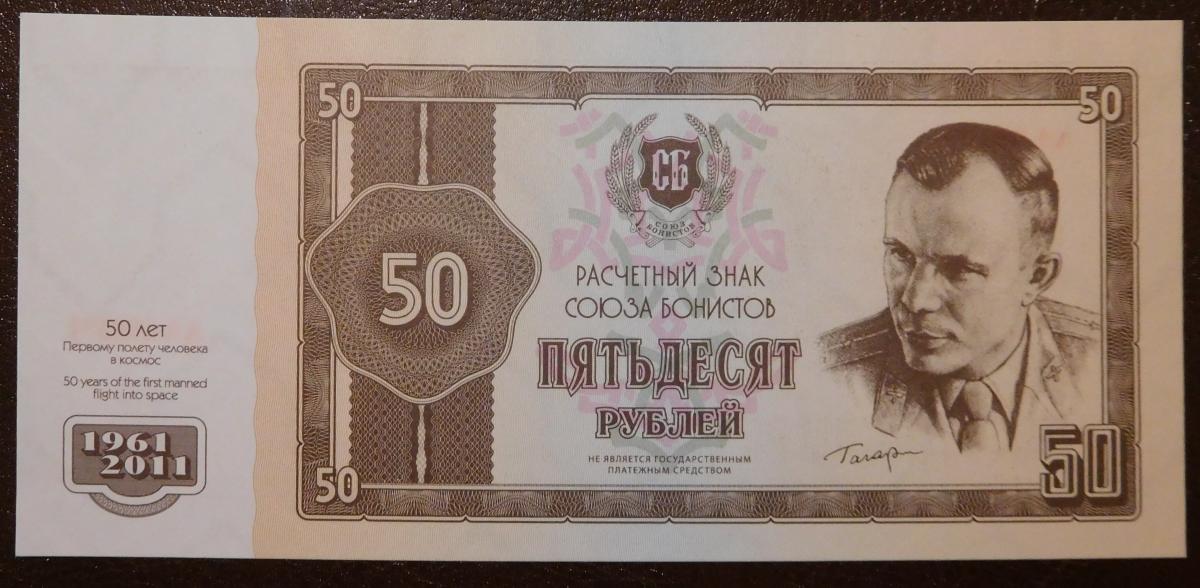 50
50
СБ
СОЮЗ
БОНИСТОВ
50
РАСЧЕТНЫЙ ЗНАК
СОЮЗА БОНИСТОВ
ПЯТЬДЕСЯТ
РУБЛЕЙ
НЕ ЯВЛЯЕТСЯ ГОСУДАРСТВЕННЫМ
ПЛАТЕЖНЫМ СРЕДСТВОМ
50 лет
Первому полету человека
в космос
50 years of the first manned
flight into space
1961
2011
Гагарин
50
50